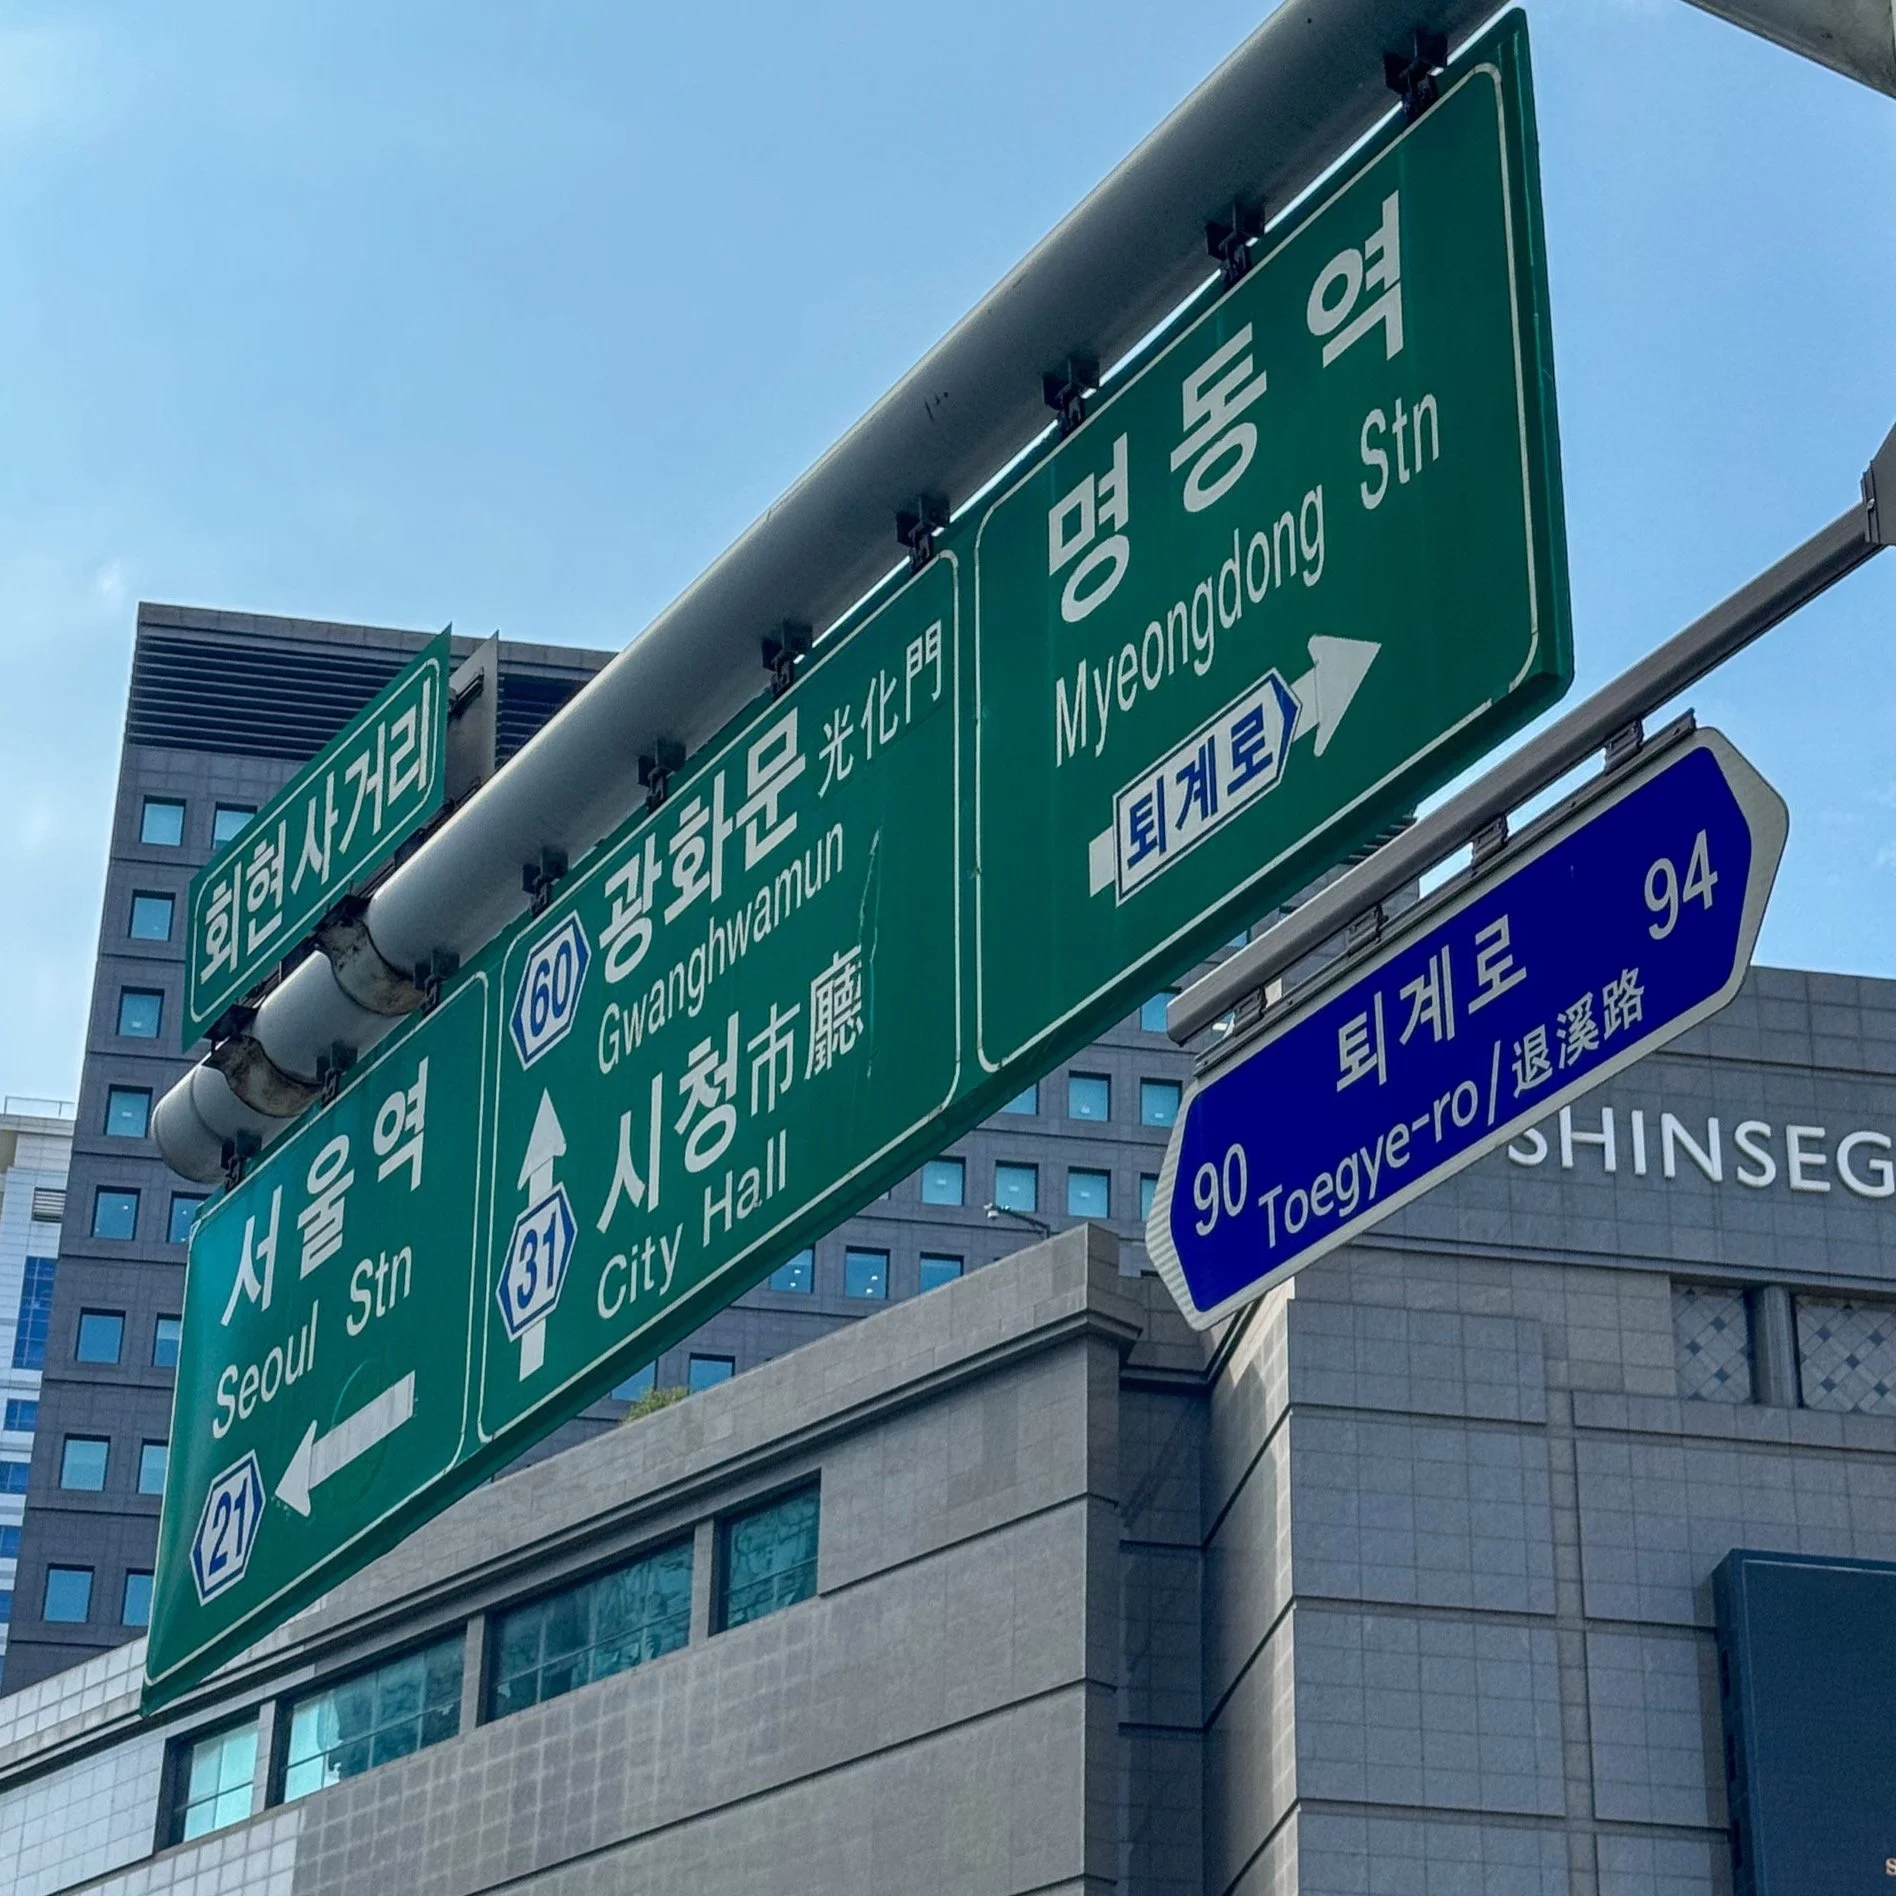 회현사거리
서울역
Seoul Stn
21
60 광화문 光化門
Gwanghwamun
31 시청 市廳
City Hall
명동역
Myeongdong Stn
퇴계로
퇴계로 94
90 Toegye-ro / 退溪路
SHINSEG